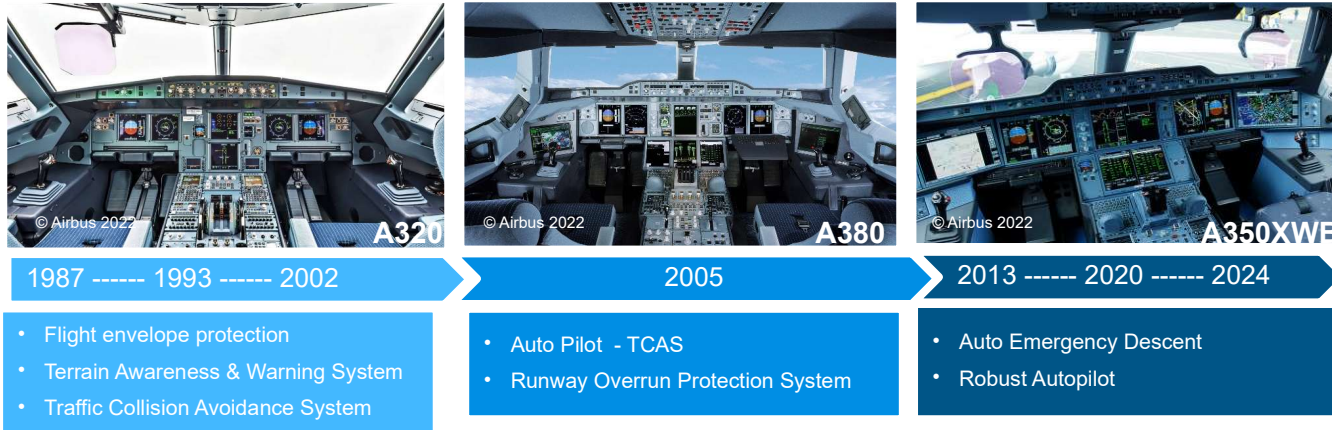 © Airbus 2022
A320
© Airbus 2022
A380
© Airbus 2022
A350XWB
1987 ------ 1993 ------ 2002
2005
2013 ------ 2020 ------ 2024
• Flight envelope protection
• Terrain Awareness & Warning System
• Traffic Collision Avoidance System
• Auto Pilot - TCAS
• Runway Overrun Protection System
• Auto Emergency Descent
• Robust Autopilot